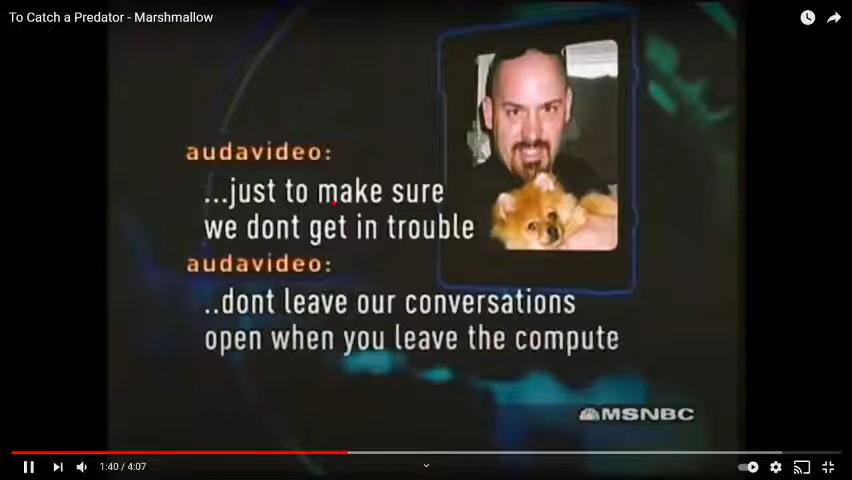 To Catch a Predator - Marshmallow
audavideo:
...just to make sure
we dont get in trouble
audavideo:
..dont leave our conversations
open when you leave the compute
MSNBC
1:40 / 4:07